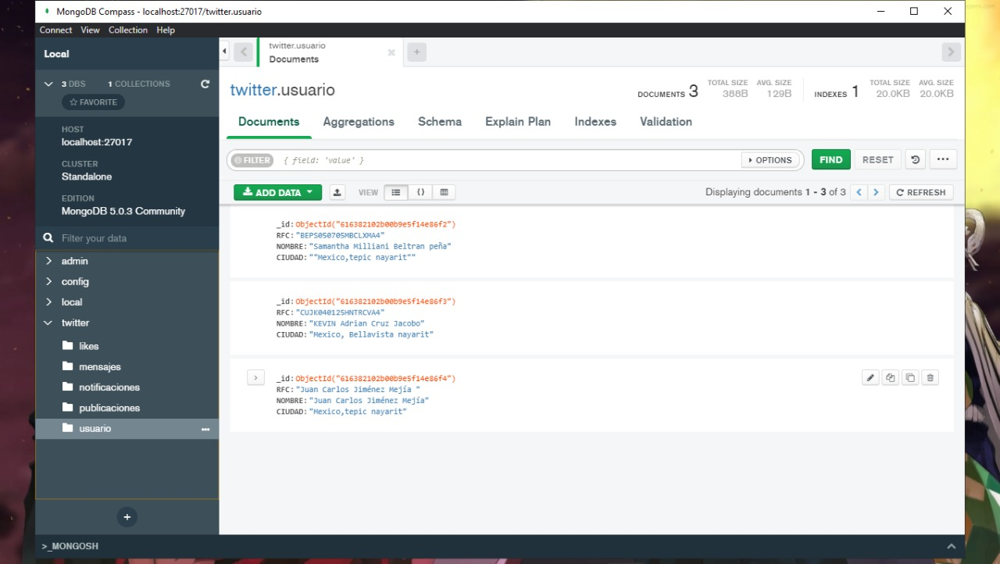 MongoDB Compass - localhost:27017/twitter.usuario
Connect View Collection Help
Local
3 DBS 1 COLLECTIONS
FAVORITE
HOST
localhost:27017
CLUSTER
Standalone
EDITION
MongoDB 5.0.3 Community
Filter your data
admin
config
local
twitter
likes
mensajes
notificaciones
publicaciones
usuario
>_MONGOSH
twitter.usuario
Documents
twitter.usuario
DOCUMENTS 3 TOTAL SIZE 388B AVG. SIZE 129B INDEXES 1 TOTAL SIZE 20.0KB AVG. SIZE 20.0KB
Documents Aggregations Schema Explain Plan Indexes Validation
FILTER { field: 'value' } OPTIONS FIND RESET
ADD DATA VIEW {} Displaying documents 1 - 3 of 3 < > REFRESH
_id:ObjectId("616382102b00b9e5f14e86f2")
RFC:"BEPS050705MBCLXMA4"
NOMBRE:"Samantha Milliani Beltran peña"
CIUDAD:""Mexico,tepic nayarit""
_id:ObjectId("616382102b00b9e5f14e86f3")
RFC:"CUJK040125HNTRCVA4"
NOMBRE:"KEVIN Adrian Cruz Jacobo"
CIUDAD:"Mexico, Bellavista nayarit"
_id:ObjectId("616382102b00b9e5f14e86f4")
RFC:"Juan Carlos Jiménez Mejía "
NOMBRE:"Juan Carlos Jiménez Mejía"
CIUDAD:"Mexico,tepic nayarit"